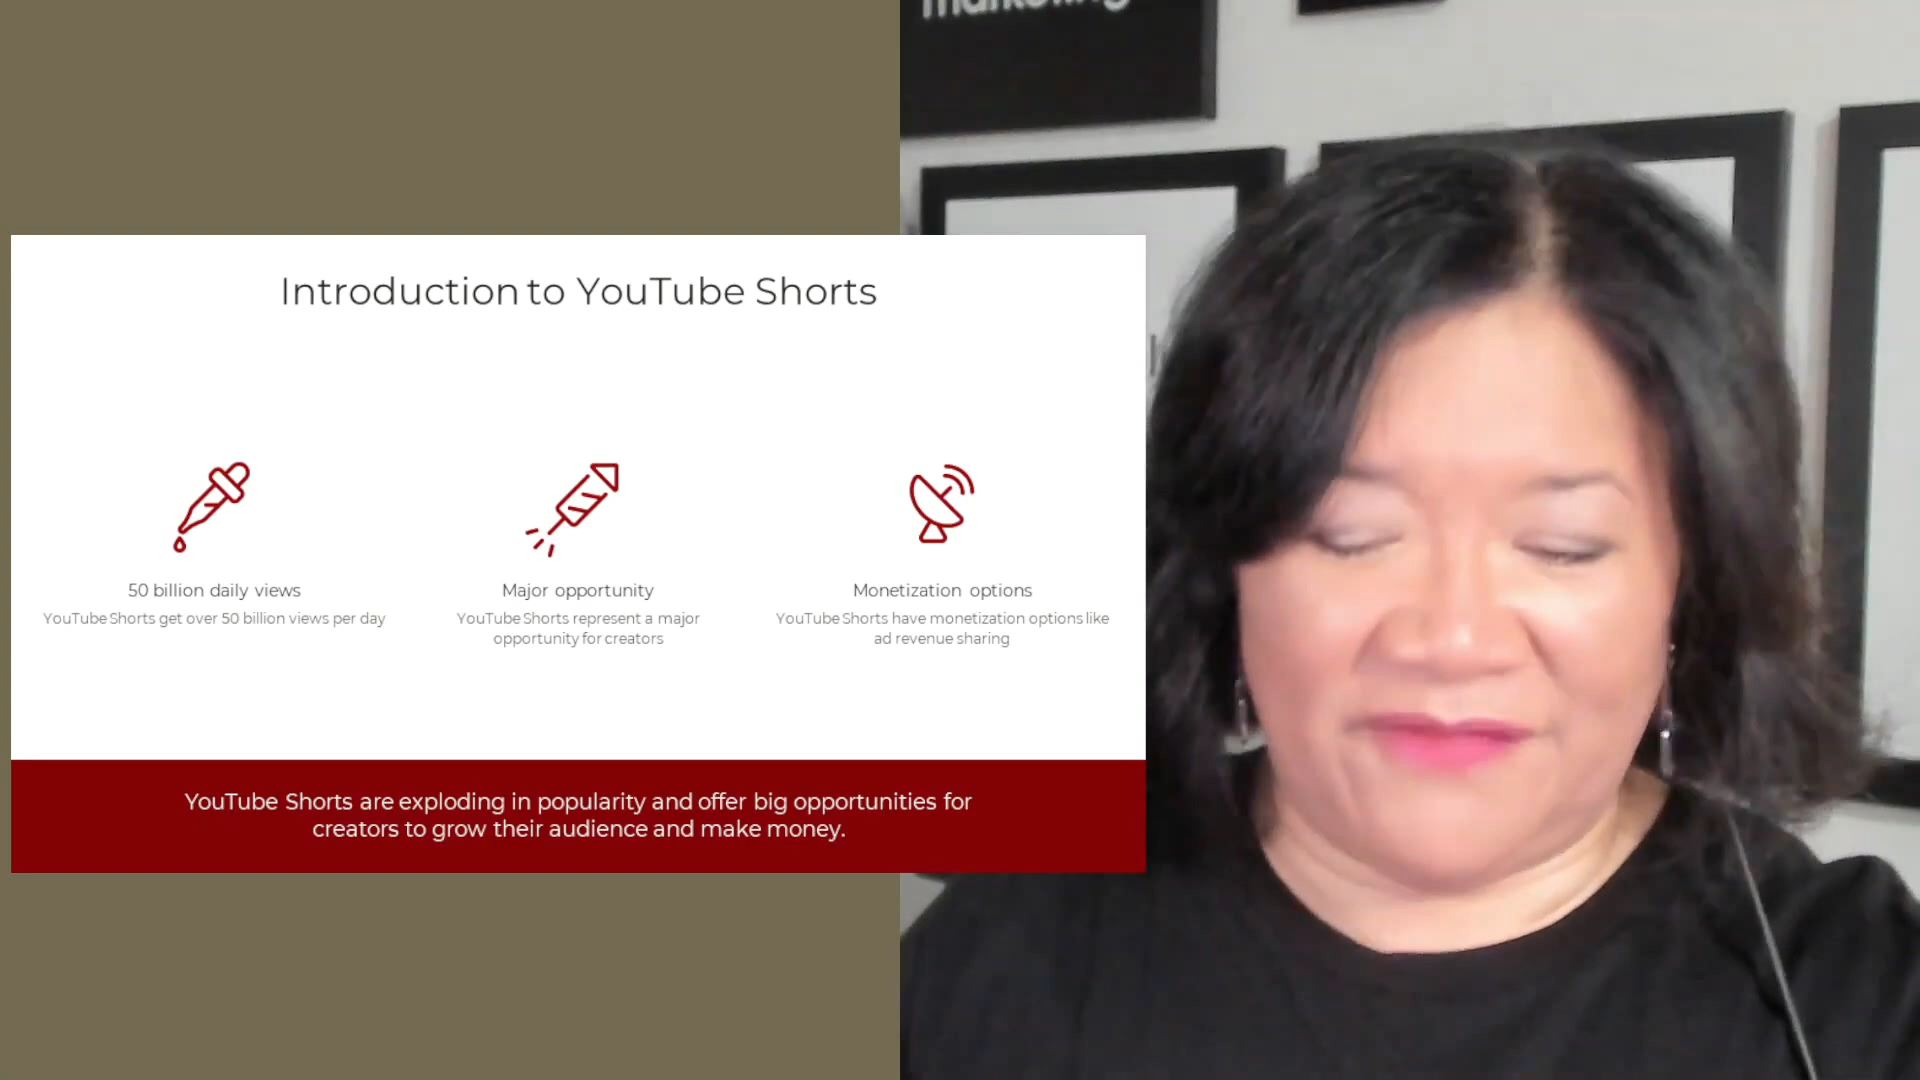 marketing
Introduction to YouTube Shorts
50 billion daily views
YouTube Shorts get over 50 billion views per day
Major opportunity
YouTube Shorts represent a major
opportunity for creators
Monetization options
YouTube Shorts have monetization options like
ad revenue sharing
YouTube Shorts are exploding in popularity and offer big opportunities for
creators to grow their audience and make money.